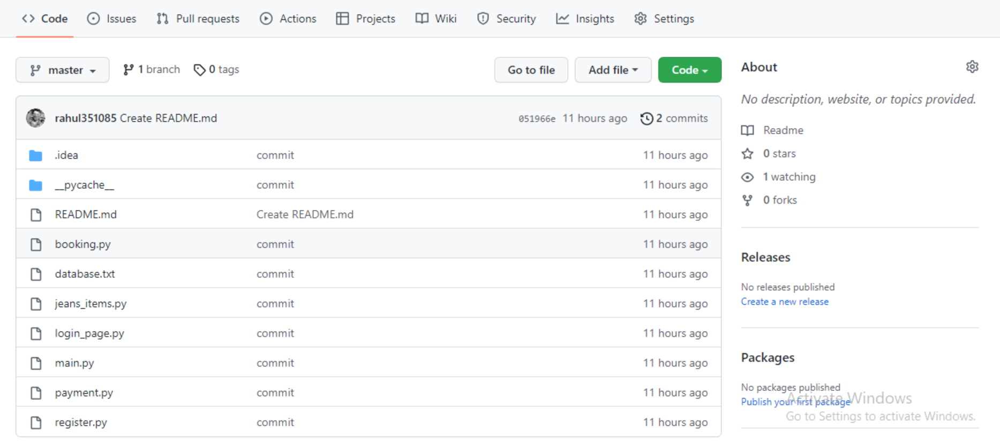 Code Issues Pull requests Actions Projects Wiki Security Insights Settings
master 1 branch 0 tags Go to file Add file Code
rahul351085 Create README.md 051966e 11 hours ago 2 commits
.idea commit 11 hours ago
__pycache__ commit 11 hours ago
README.md Create README.md 11 hours ago
booking.py commit 11 hours ago
database.txt commit 11 hours ago
jeans_items.py commit 11 hours ago
login_page.py commit 11 hours ago
main.py commit 11 hours ago
payment.py commit 11 hours ago
register.py commit 11 hours ago
About
No description, website, or topics provided.
Readme
0 stars
1 watching
0 forks
Releases
No releases published
Create a new release
Packages
No packages published
Publish your first package
Activate Windows
Go to Settings to activate Windows.